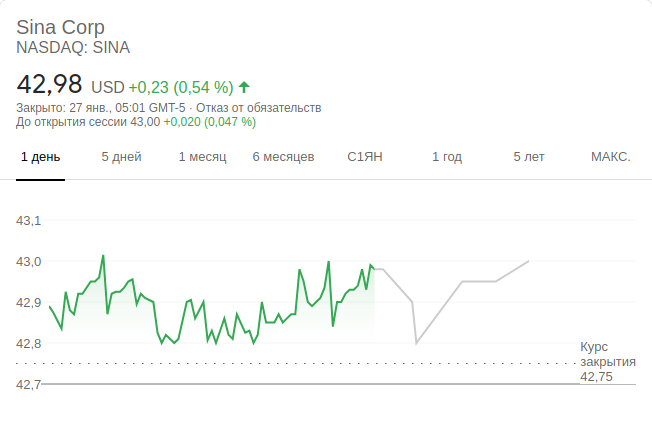 Sina Corp
NASDAQ: SINA
42,98 USD +0,23 (0,54 %)
Закрыто: 27 янв., 05:01 GMT-5 · Отказ от обязательств
До открытия сессии 43,00 +0,020 (0,047 %)
1 день 5 дней 1 месяц 6 месяцев С1ЯН 1 год 5 лет МАКС.
43,1
43,0
42,9
42,8
42,7
Курс
закрытия
42,75